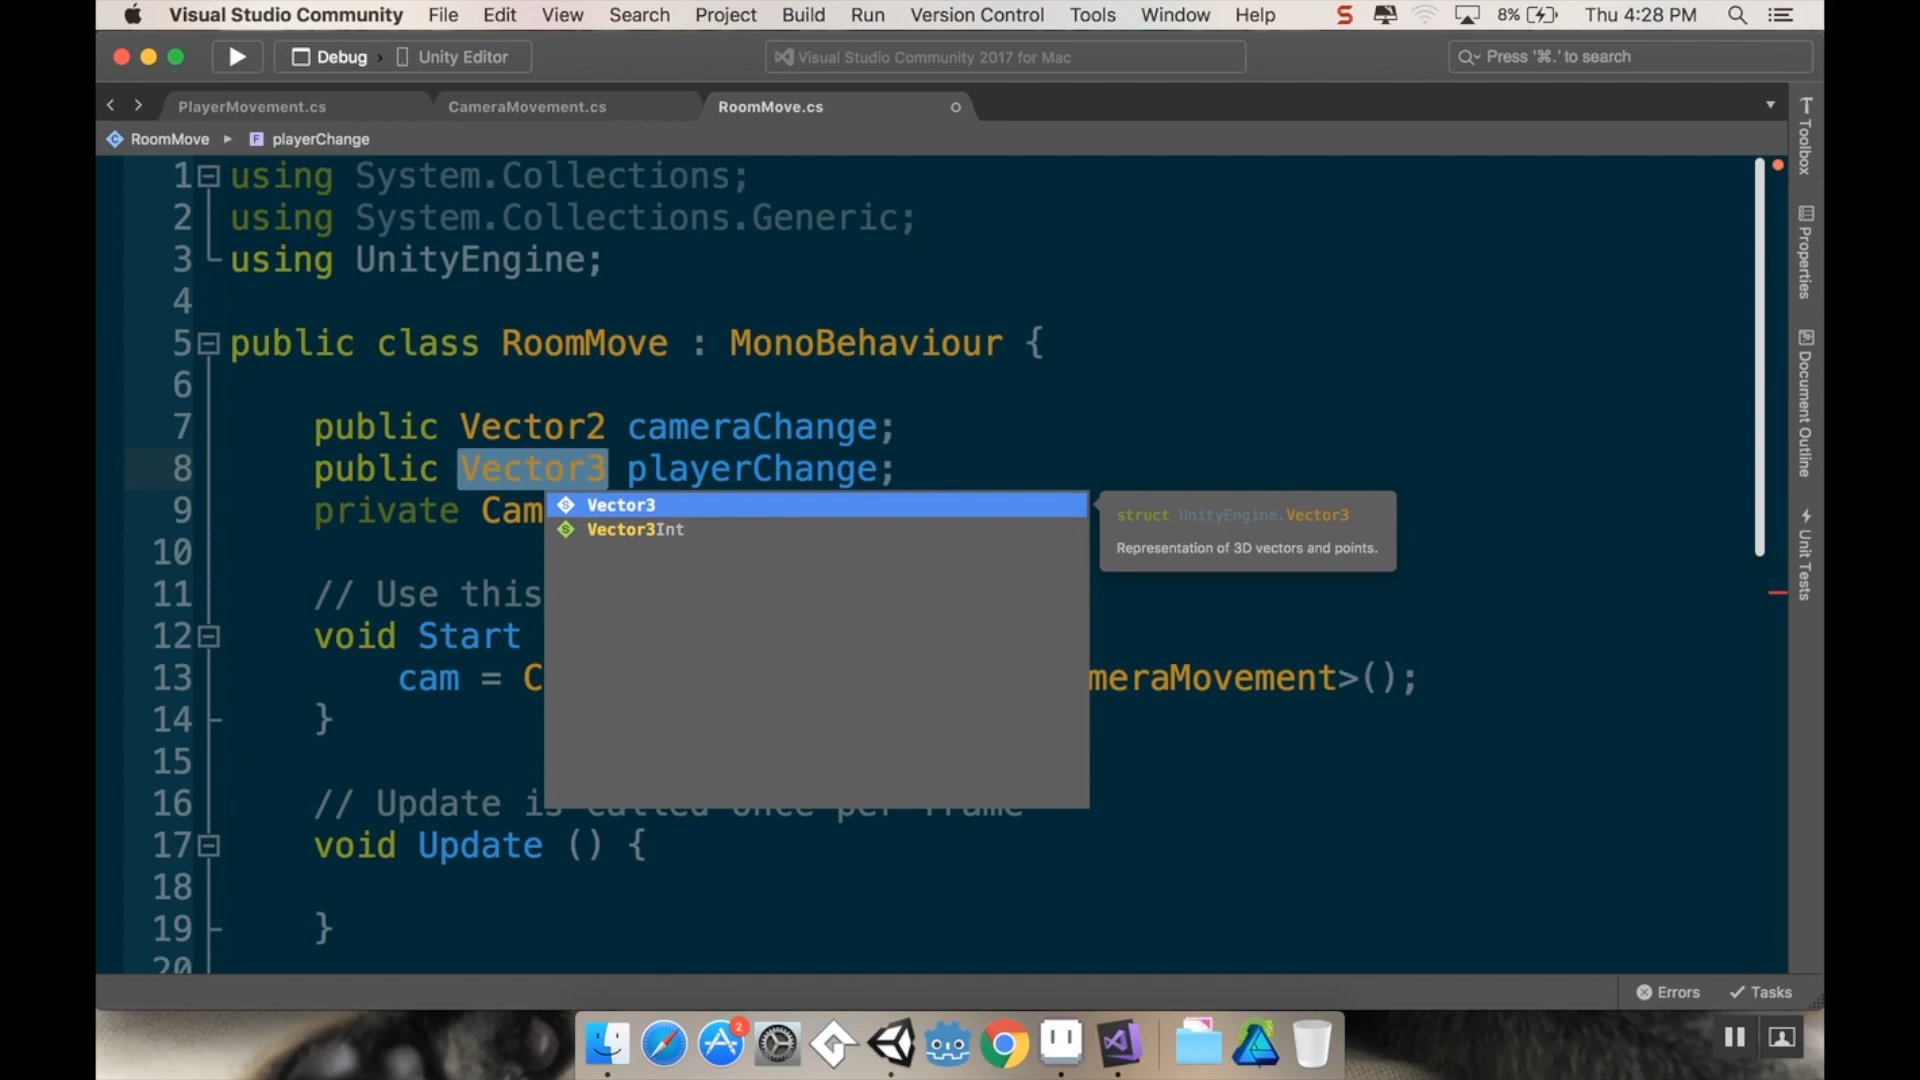 Visual Studio Community File Edit View Search Project Build Run Version Control Tools Window Help S 8% Thu 4:28 PM
Debug Unity Editor Visual Studio Community 2017 for Mac Press '⌘.' to search
PlayerMovement.cs CameraMovement.cs RoomMove.cs
RoomMove playerChange
Toolbox
Properties
Document Outline
Unit Tests
1 using System.Collections;
2 using System.Collections.Generic;
3 using UnityEngine;
4
5 public class RoomMove : MonoBehaviour {
6
7 public Vector2 cameraChange;
8 public Vector3 playerChange;
9 private Cam
Vector3
Vector3Int
struct UnityEngine.Vector3
Representation of 3D vectors and points.
10
11 // Use this
12 void Start
13 cam = C meraMovement>();
14 }
15
16 // Update is called once per frame
17 void Update () {
18
19 }
20
Errors Tasks
2